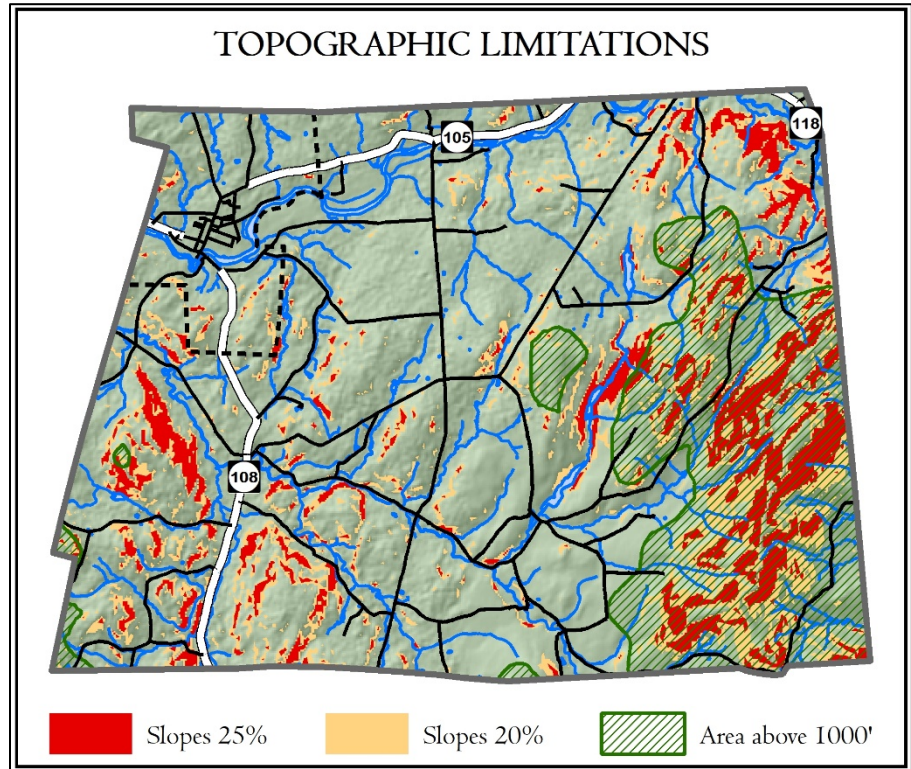 TOPOGRAPHIC LIMITATIONS
118
105
108
Slopes 25%
Slopes 20%
Area above 1000'